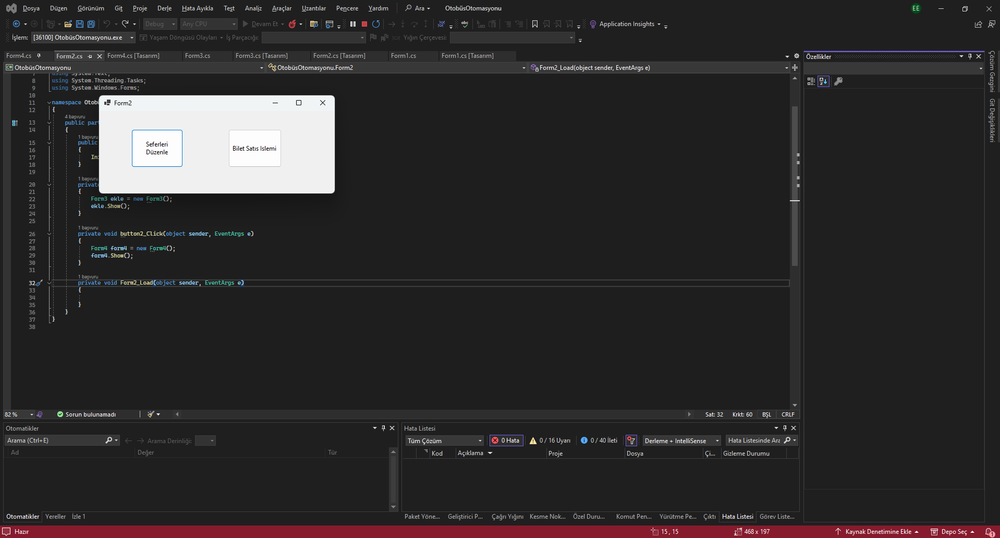 Dosya Düzen Görünüm Git Proje Derle Hata Ayıkla Test Analiz Araçlar Uzantılar Pencere Yardım Ara OtobüsOtomasyonu EE
Debug Any CPU Devam Et Application Insights
İşlem: [36100] OtobüsOtomasyonu.exe Yaşam Döngüsü Olayları İş Parçacığı: Yığın Çerçevesi:
Form4.cs Form2.cs Form4.cs [Tasarım] Form3.cs Form3.cs [Tasarım] Form2.cs [Tasarım] Form1.cs Form1.cs [Tasarım]
OtobüsOtomasyonu OtobüsOtomasyonu.Form2 Form2_Load(object sender, EventArgs e)
7 using System.Text;
8 using System.Threading.Tasks;
9 using System.Windows.Forms;
10
11 namespace Otobü
12 {
4 başvuru
13 public part
14 {
1 başvuru
15 public
16 {
17 Ini
18 }
19
1 başvuru
20 private
21 {
22 Form3 ekle = new Form3();
23 ekle.Show();
24 }
25
1 başvuru
26 private void button2_Click(object sender, EventArgs e)
27 {
28 Form4 form4 = new Form4();
29 form4.Show();
30 }
31
1 başvuru
32 private void Form2_Load(object sender, EventArgs e)
33 {
34
35 }
36 }
37 }
38
Form2
Seferleri
Düzenle
Bilet Satıs Islemi
82 % Sorun bulunamadı Sat: 32 Krkt: 60 BŞL CRLF
Otomatikler
Arama (Ctrl+E) Arama Derinliği:
Ad Değer Tür
Otomatikler Yereller İzle 1
Hata Listesi
Tüm Çözüm 0 Hata 0 / 16 Uyarı 0 / 40 İleti Derleme + IntelliSense Hata Listesinde Ara
Kod Açıklama Proje Dosya Çi... Gizleme Durumu
Paket Yöne... Geliştirici P... Çağrı Yığını Kesme Nok... Özel Duru... Komut Pen... Yürütme Pe... Çıktı Hata Listesi Görev Liste...
Özellikler
Çözüm Gezgini
Git Değişiklikleri
Hazır 15 , 15 468 x 197 Kaynak Denetimine Ekle Depo Seç 1